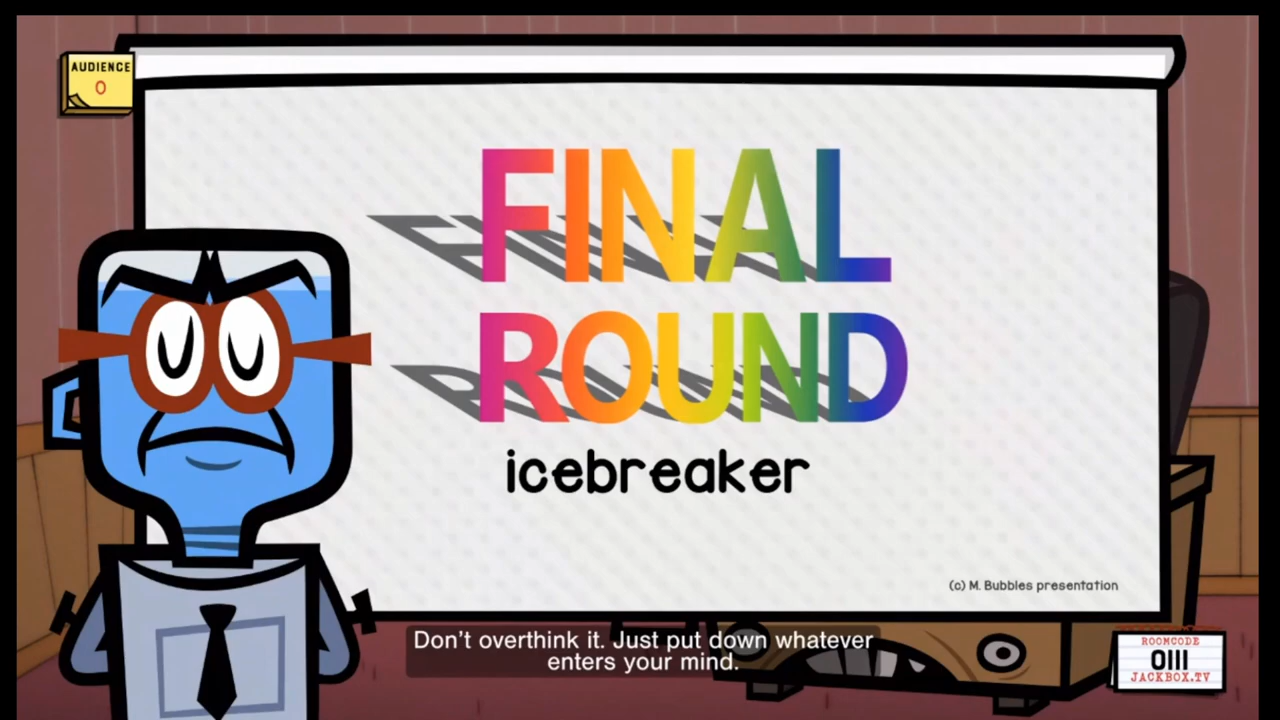 AUDIENCE
0
FINAL
ROUND
icebreaker
(c) M. Bubbles presentation
Don't overthink it. Just put down whatever
enters your mind.
ROOMCODE
OIII
JACKBOX.TV